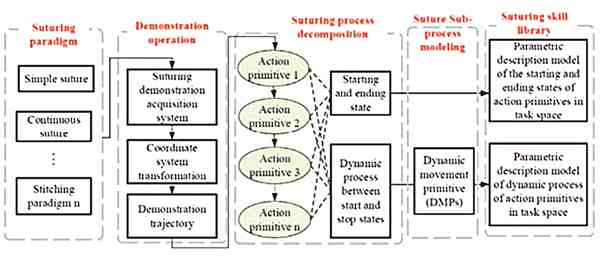 Suturing
paradigm
Simple suture
Continuous
suture
⋮
Stitching
paradigm n
Demonstration
operation
Suturing
demonstration
acquisition
system
Coordinate
system
transformation
Demonstration
trajectory
Suturing process
decomposition
Action
primitive 1
Action
primitive 2
Action
primitive 3
Action
primitive n
Starting
and ending
state
Dynamic
process
between
start and
stop states
Suture Sub-
process
modeling
Dynamic
movement
primitive
(DMPs)
Suturing skill
library
Parametric
description model
of the starting and
ending states of
action primitives in
task space
Parametric
description model
of dynamic process
of action primitives
in task space